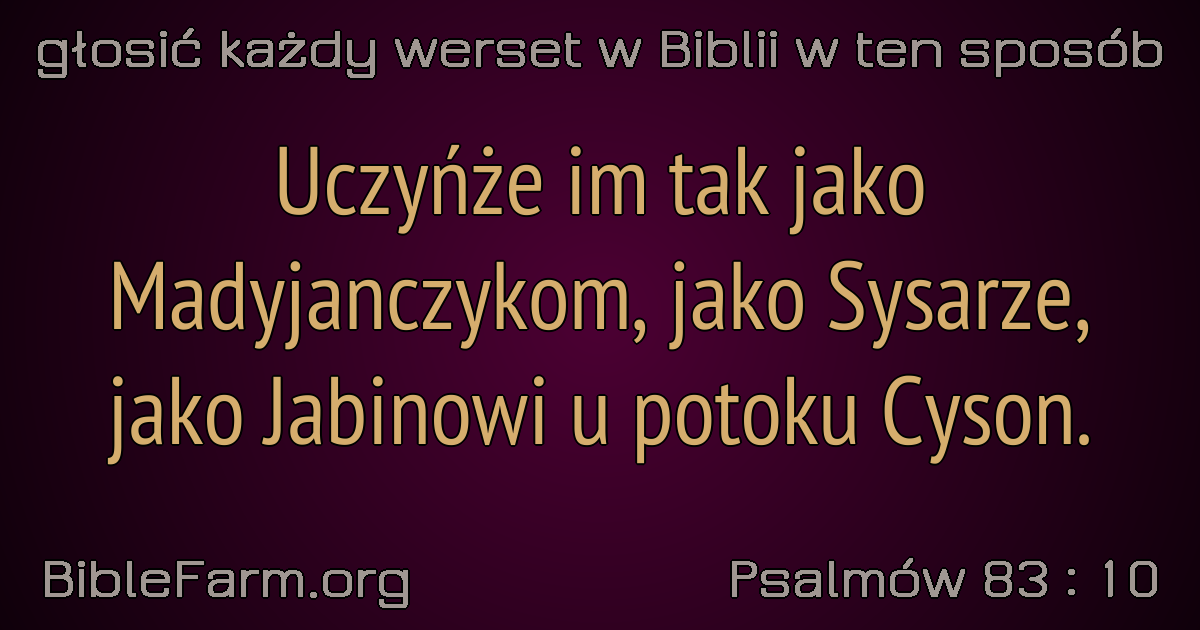 głosić każdy werset w Biblii w ten sposób
Uczyńże im tak jako
Madyjanczykom, jako Sysarze,
jako Jabinowi u potoku Cyson.
BibleFarm.org
Psalmów 83 : 10